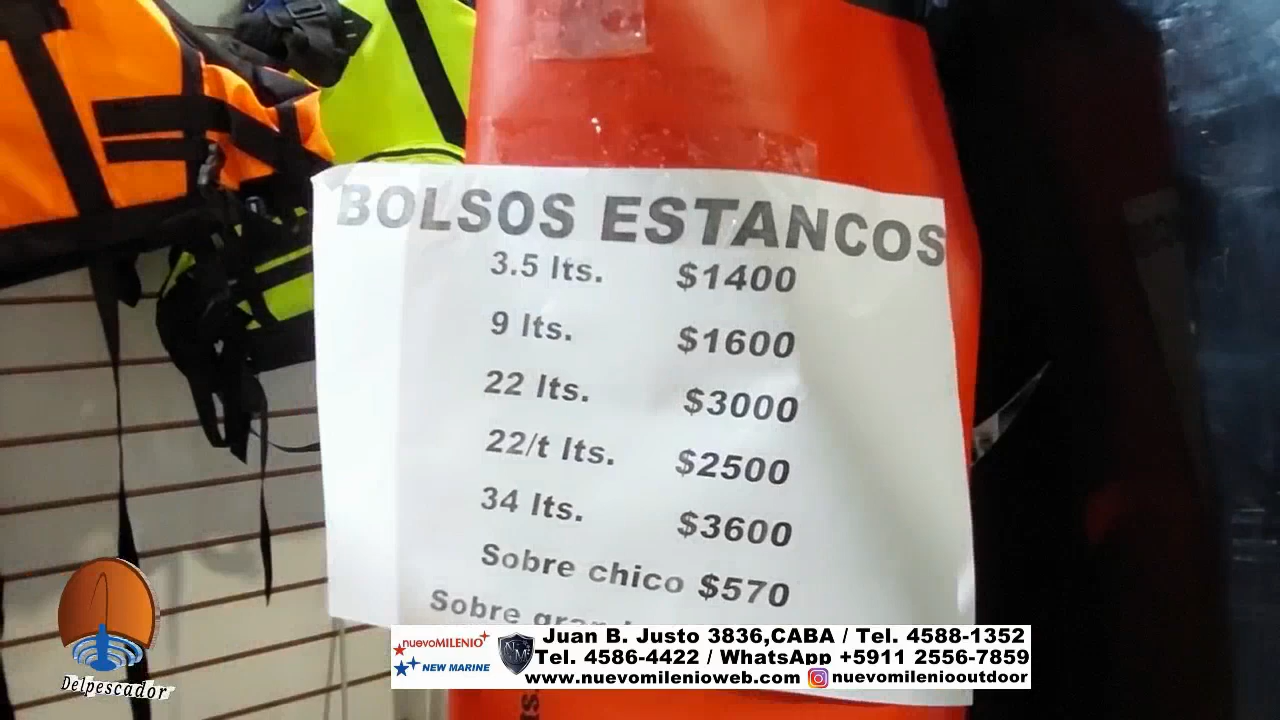 BOLSOS ESTANCOS
3.5 lts. $1400
9 lts. $1600
22 lts. $3000
22/t lts. $2500
34 lts. $3600
Sobre chico $570
Sobre
nuevoMILENIO
NEW MARINE
Juan B. Justo 3836,CABA / Tel. 4588-1352
Tel. 4586-4422 / WhatsApp +5911 2556-7859
www.nuevomilenioweb.com nuevomileniooutdoor
Delpescador